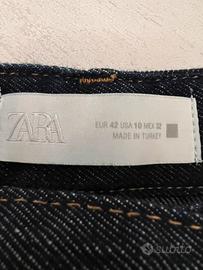 ZARA
EUR 42 USA 10 MEX 32
MADE IN TURKEY
subito